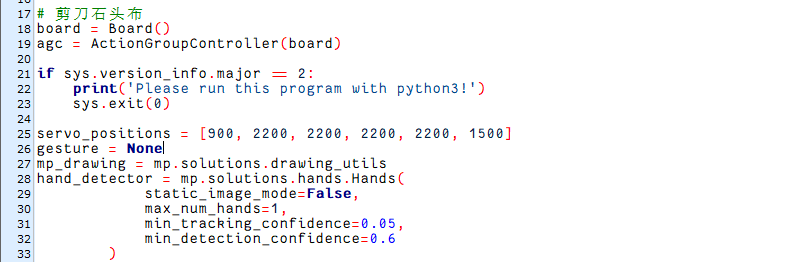 17 # 剪刀石头布
18 board = Board()
19 agc = ActionGroupController(board)
20
21 if sys.version_info.major == 2:
22     print('Please run this program with python3!')
23     sys.exit(0)
24
25 servo_positions = [900, 2200, 2200, 2200, 2200, 1500]
26 gesture = None
27 mp_drawing = mp.solutions.drawing_utils
28 hand_detector = mp.solutions.hands.Hands(
29             static_image_mode=False,
30             max_num_hands=1,
31             min_tracking_confidence=0.05,
32             min_detection_confidence=0.6
33         )